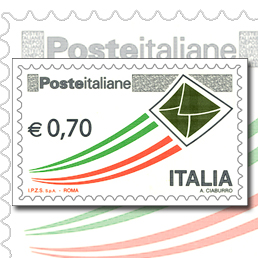 Posteitaliane
Posteitaliane
€ 0,70
ITALIA
I.P.Z.S. S.p.A. - ROMA
A. CIABURRO